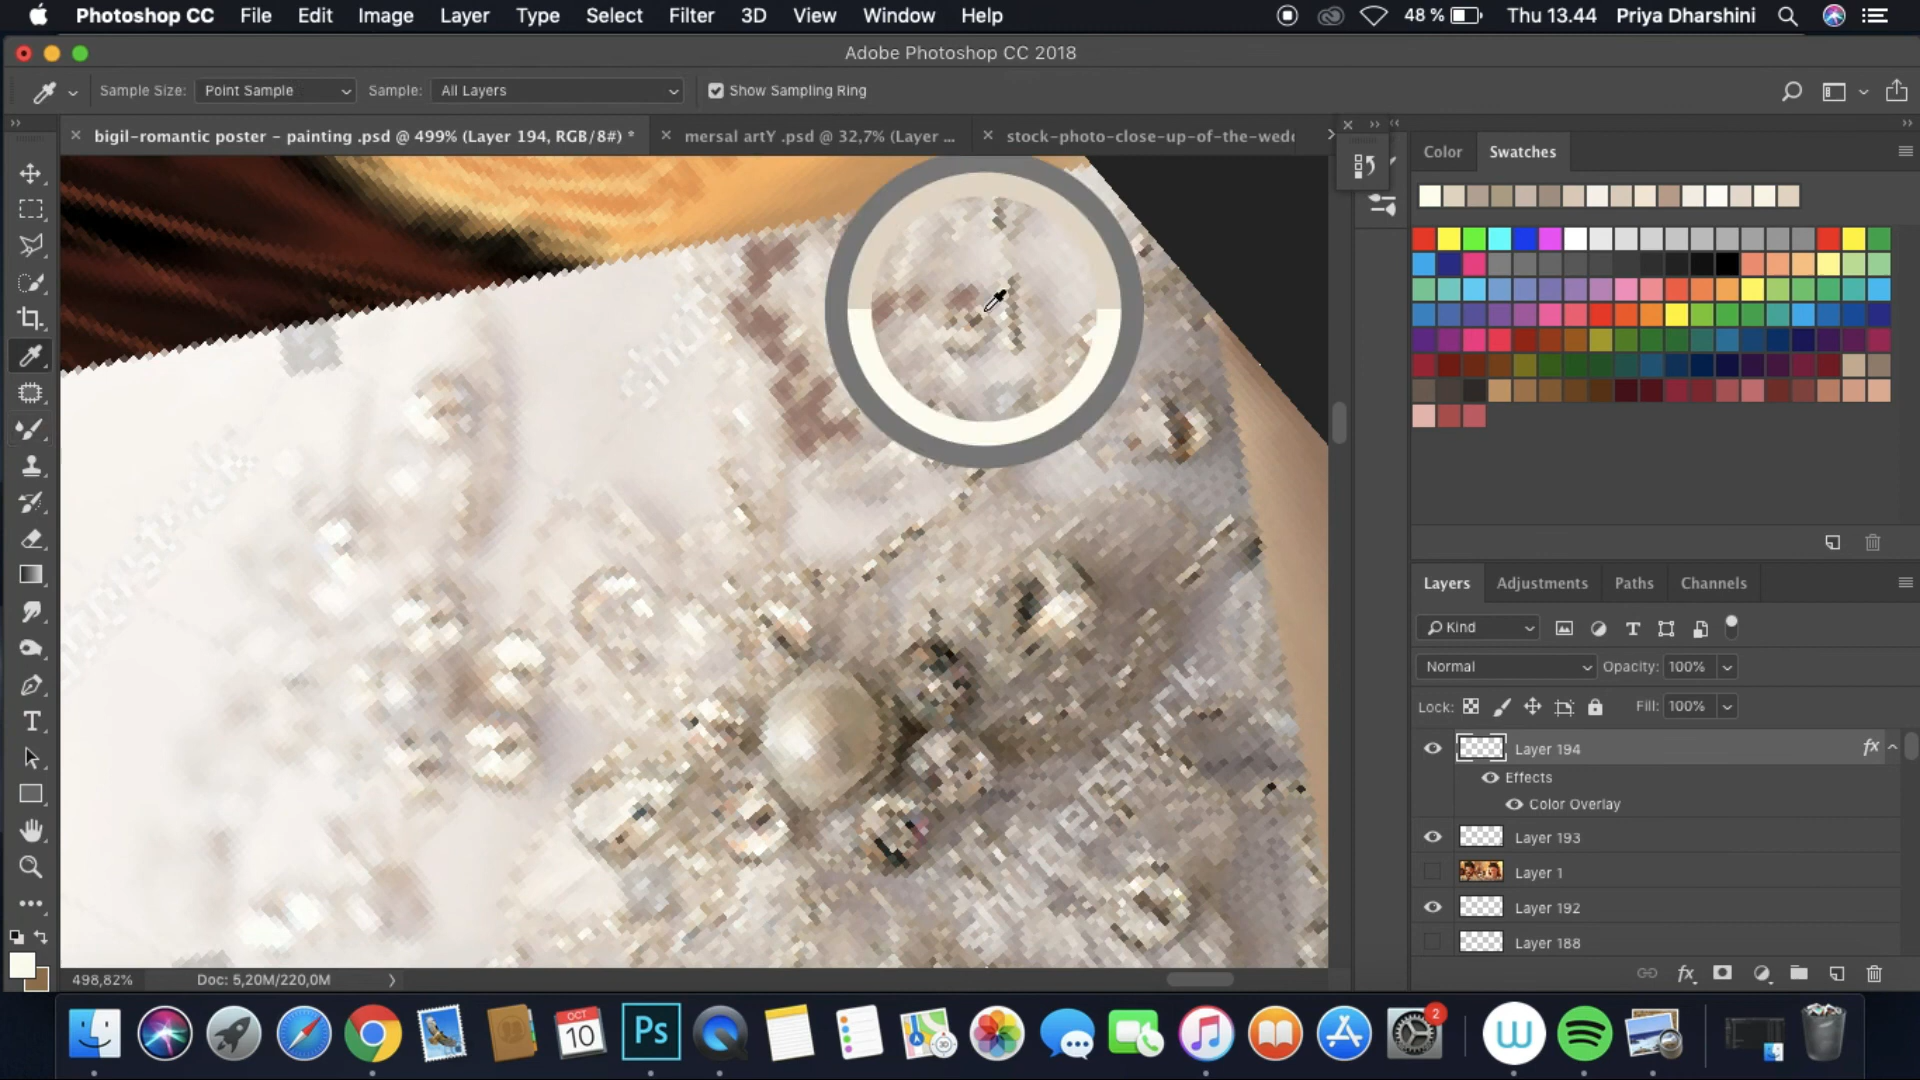 Photoshop CC File Edit Image Layer Type Select Filter 3D View Window Help 48 % Thu 13.44 Priya Dharshini
Adobe Photoshop CC 2018
Sample Size: Point Sample Sample: All Layers Show Sampling Ring
bigil-romantic poster - painting .psd @ 499% (Layer 194, RGB/8#) * mersal artY .psd @ 32,7% (Layer ... stock-photo-close-up-of-the-wedd
Color Swatches
Layers Adjustments Paths Channels
Kind
Normal Opacity: 100%
Lock: Fill: 100%
Layer 194 fx
Effects
Color Overlay
Layer 193
Layer 1
Layer 192
Layer 188
498,82% Doc: 5,20M/220,0M
fx
OCT
10
Ps
2